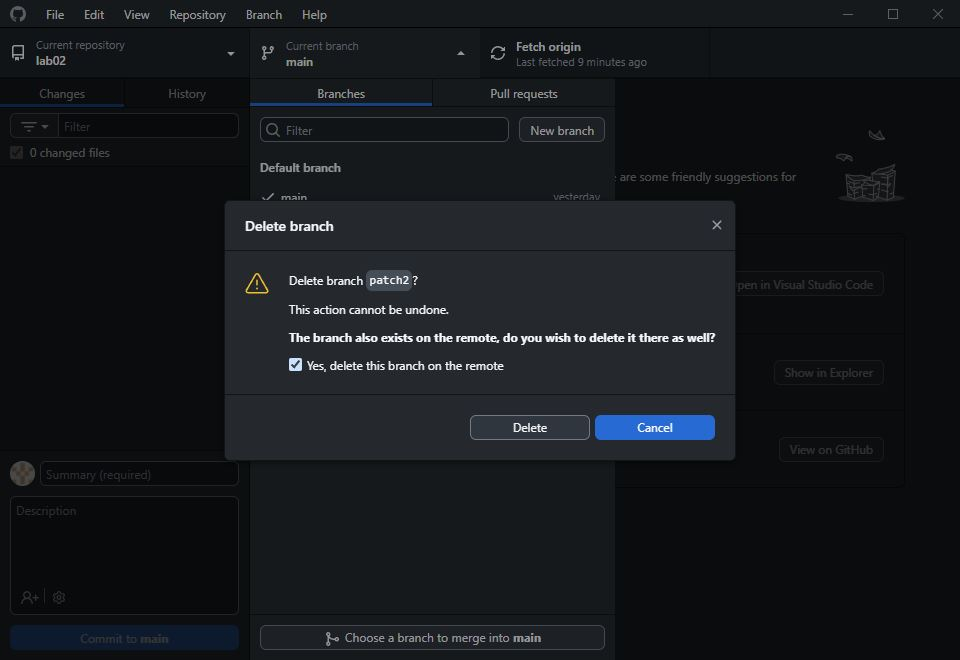 File Edit View Repository Branch Help
Current repository
lab02
Current branch
main
Fetch origin
Last fetched 9 minutes ago
Changes
History
Branches
Pull requests
Filter
0 changed files
Filter
New branch
Default branch
main
yesterday
are some friendly suggestions for
Delete branch
Delete branch patch2?
This action cannot be undone.
The branch also exists on the remote, do you wish to delete it there as well?
Yes, delete this branch on the remote
Delete
Cancel
in Visual Studio Code
Show in Explorer
View on GitHub
Summary (required)
Description
Commit to main
Choose a branch to merge into main